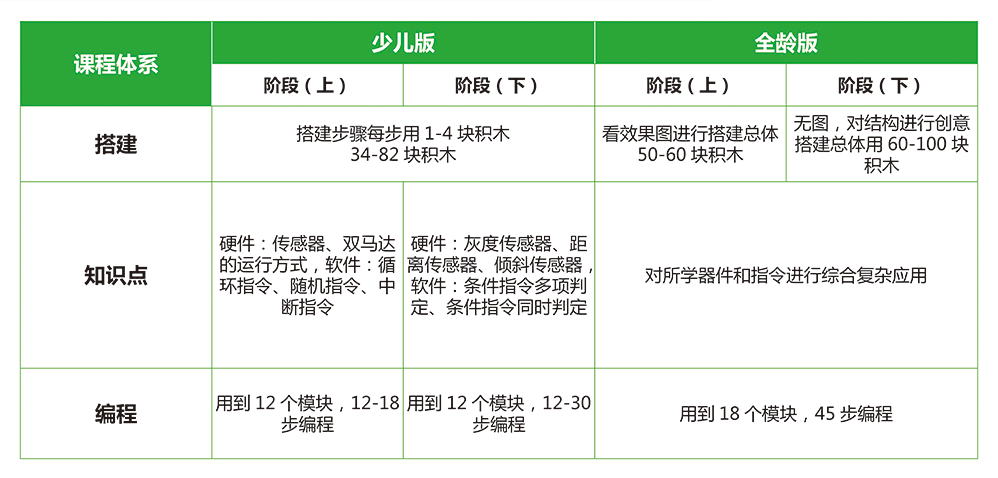 课程体系
少儿版
全龄版
阶段（上）
阶段（下）
阶段（上）
阶段（下）
搭建
搭建步骤每步用 1-4 块积木
34-82 块积木
看效果图进行搭建总体
50-60 块积木
无图，对结构进行创意
搭建总体用 60-100 块
积木
知识点
硬件：传感器、双马达
的运行方式，软件：循
环指令、随机指令、中
断指令
硬件：灰度传感器、距
离传感器、倾斜传感器，
软件：条件指令多项判
定、条件指令同时判定
对所学器件和指令进行综合复杂应用
编程
用到 12 个模块，12-18
步编程
用到 12 个模块，12-30
步编程
用到 18 个模块，45 步编程